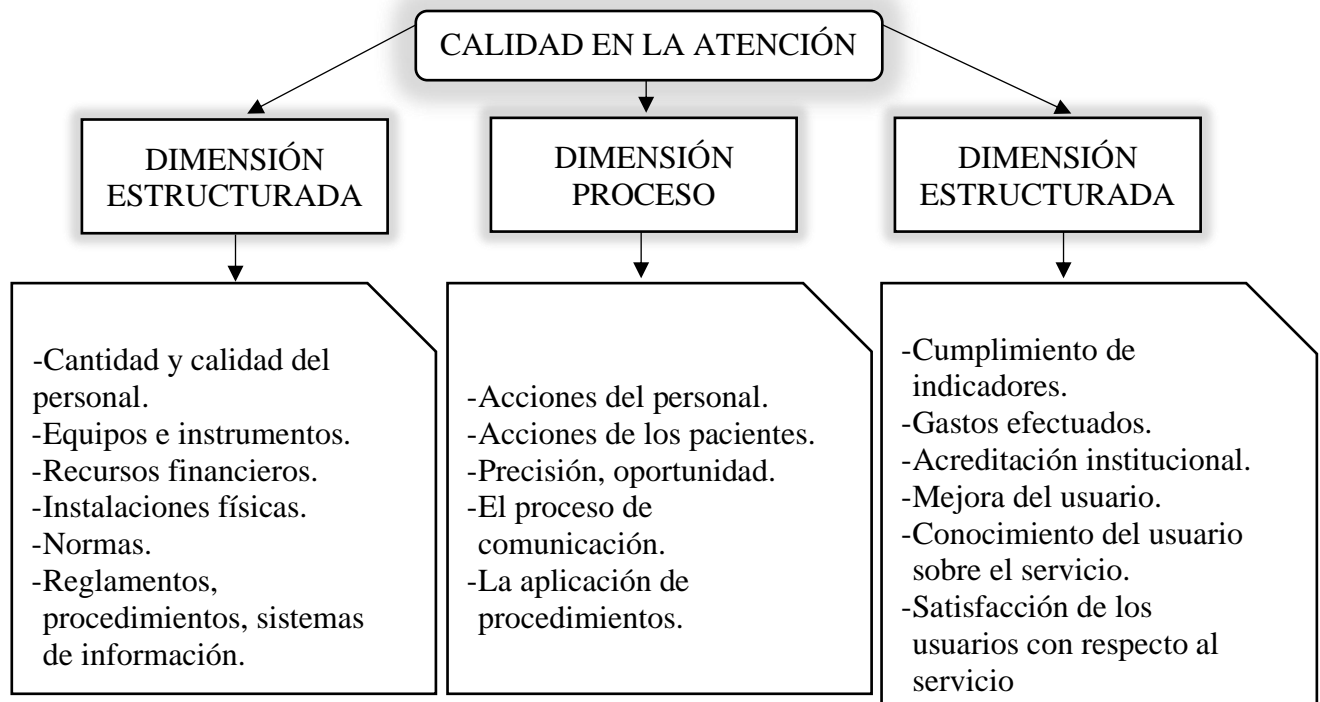 CALIDAD EN LA ATENCIÓN
DIMENSIÓN
ESTRUCTURADA
-Cantidad y calidad del
personal.
-Equipos e instrumentos.
-Recursos financieros.
-Instalaciones físicas.
-Normas.
-Reglamentos,
procedimientos, sistemas
de información.
DIMENSIÓN
PROCESO
-Acciones del personal.
-Acciones de los pacientes.
-Precisión, oportunidad.
-El proceso de
comunicación.
-La aplicación de
procedimientos.
DIMENSIÓN
ESTRUCTURADA
-Cumplimiento de
indicadores.
-Gastos efectuados.
-Acreditación institucional.
-Mejora del usuario.
-Conocimiento del usuario
sobre el servicio.
-Satisfacción de los
usuarios con respecto al
servicio